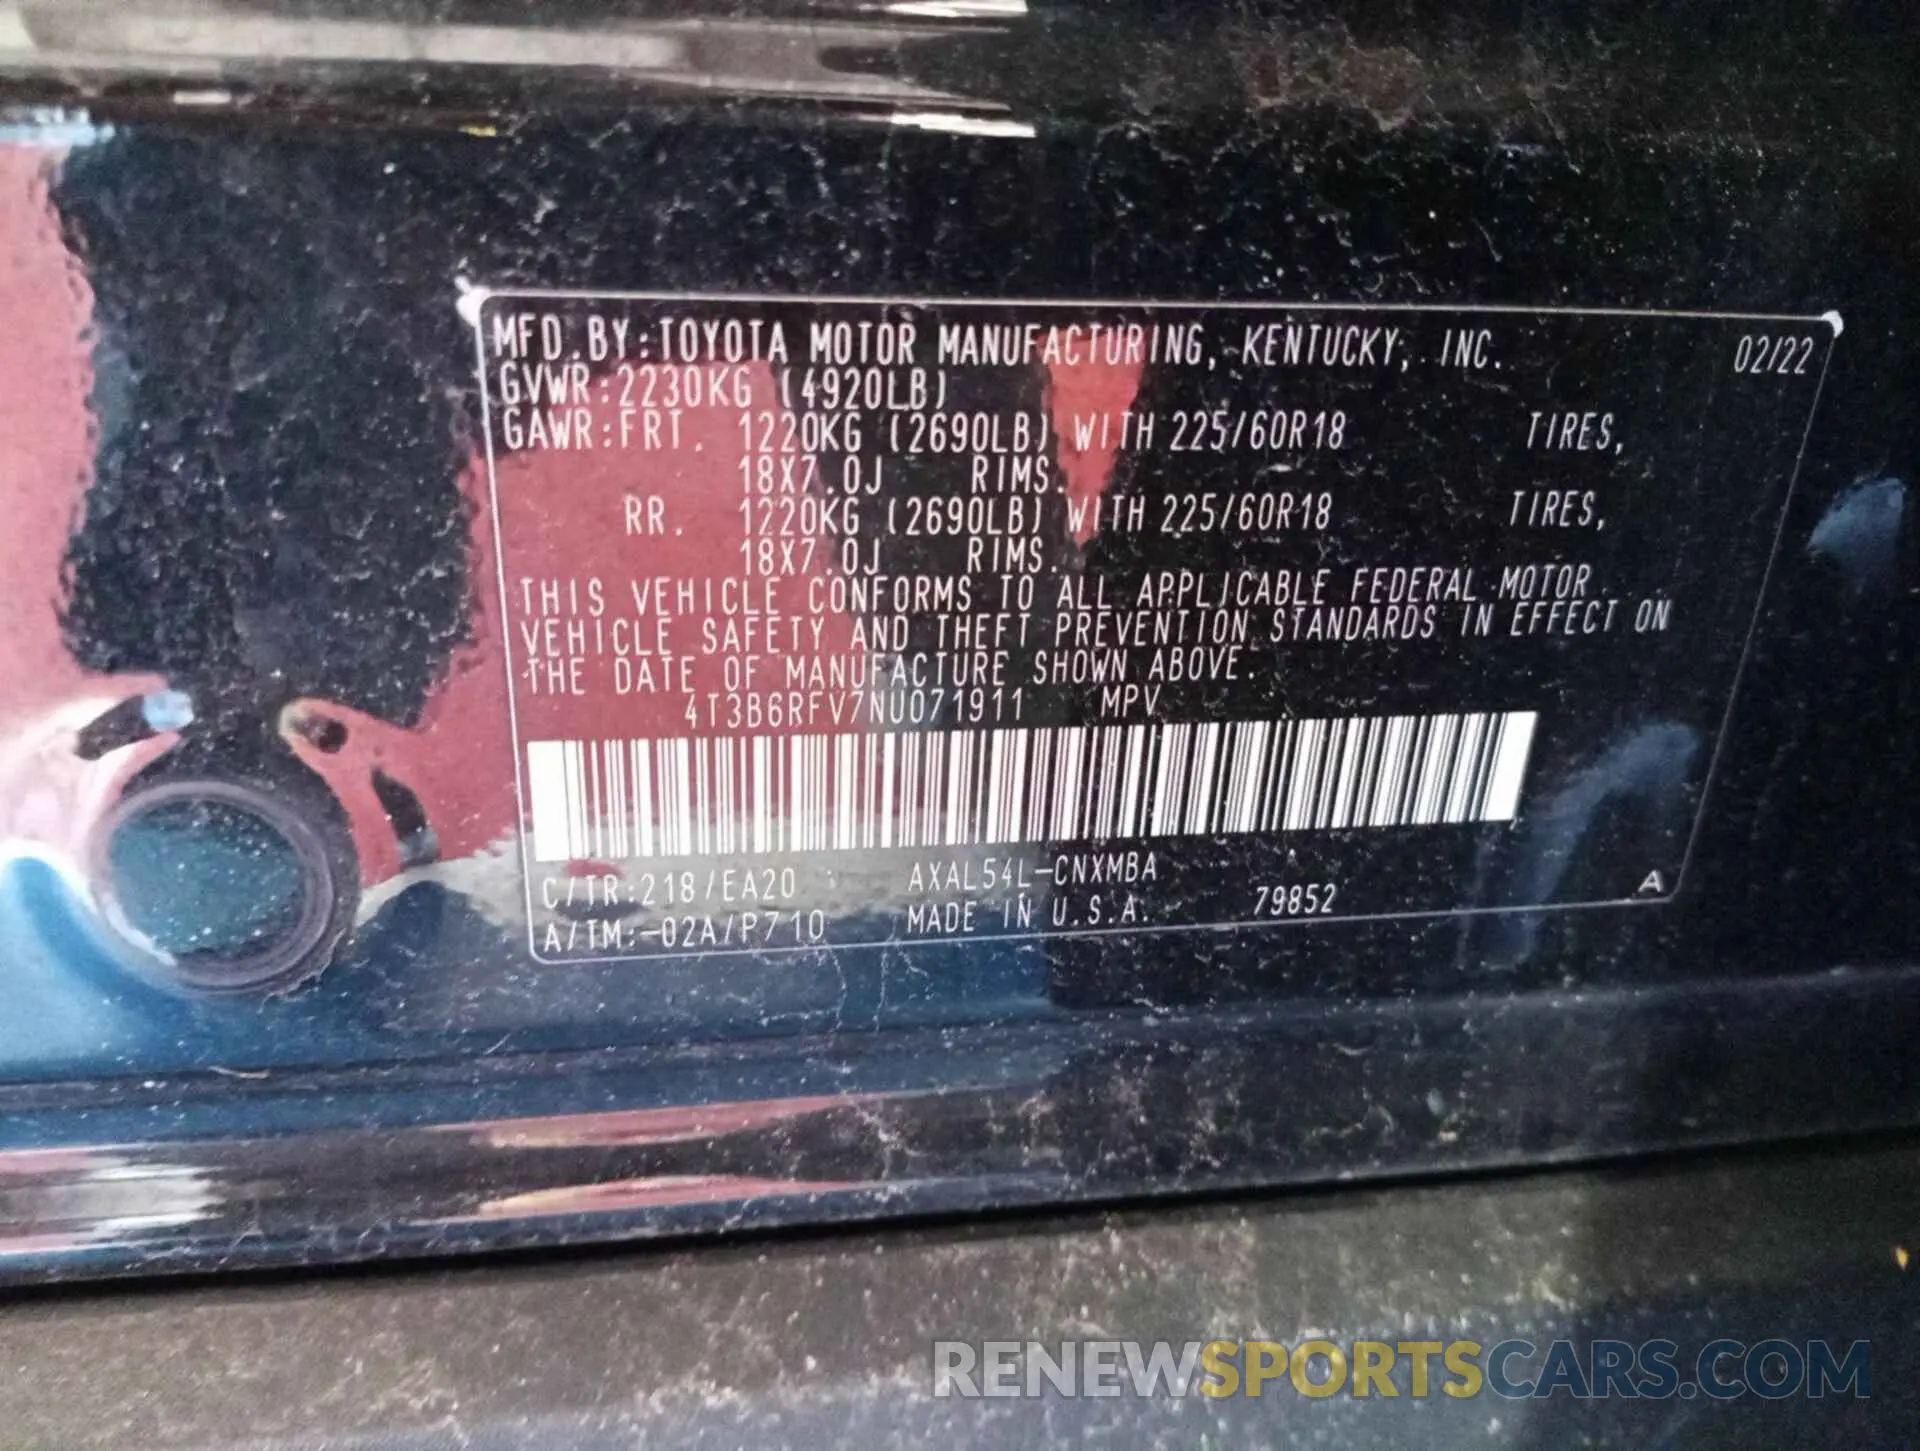 MFD. BY: TOYOTA MOTOR MANUFACTURING, KENTUCKY, INC. 02/22
GVWR: 2230KG (4920LB)
GAWR: FRT. 1220KG (2690LB) WITH 225/60R18 TIRES,
18X7.0J RIMS.
RR. 1220KG (2690LB) WITH 225/60R18 TIRES,
18X7.0J RIMS.
THIS VEHICLE CONFORMS TO ALL APPLICABLE FEDERAL MOTOR
VEHICLE SAFETY AND THEFT PREVENTION STANDARDS IN EFFECT ON
THE DATE OF MANUFACTURE SHOWN ABOVE.
4T3B6RFV7NU071911 MPV
C/TR:218/EA20 AXAL54L-CNXMBA
A/TM:-02A/P710 MADE IN U.S.A. 79852 A
RENEWSPORTSCARS.COM